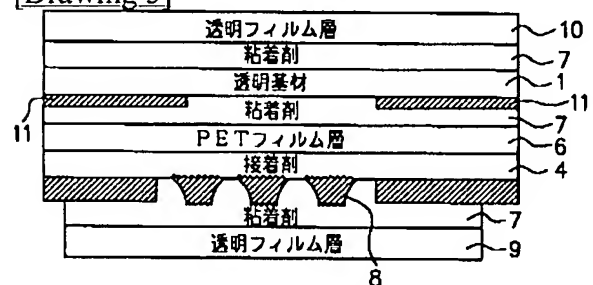 [Drawing 3]
透明フィルム層 10
粘着剤 7
透明基材 1
11 粘着剤 11
7
PETフィルム層 6
接着剤 4
粘着剤 7
透明フィルム層 9
8